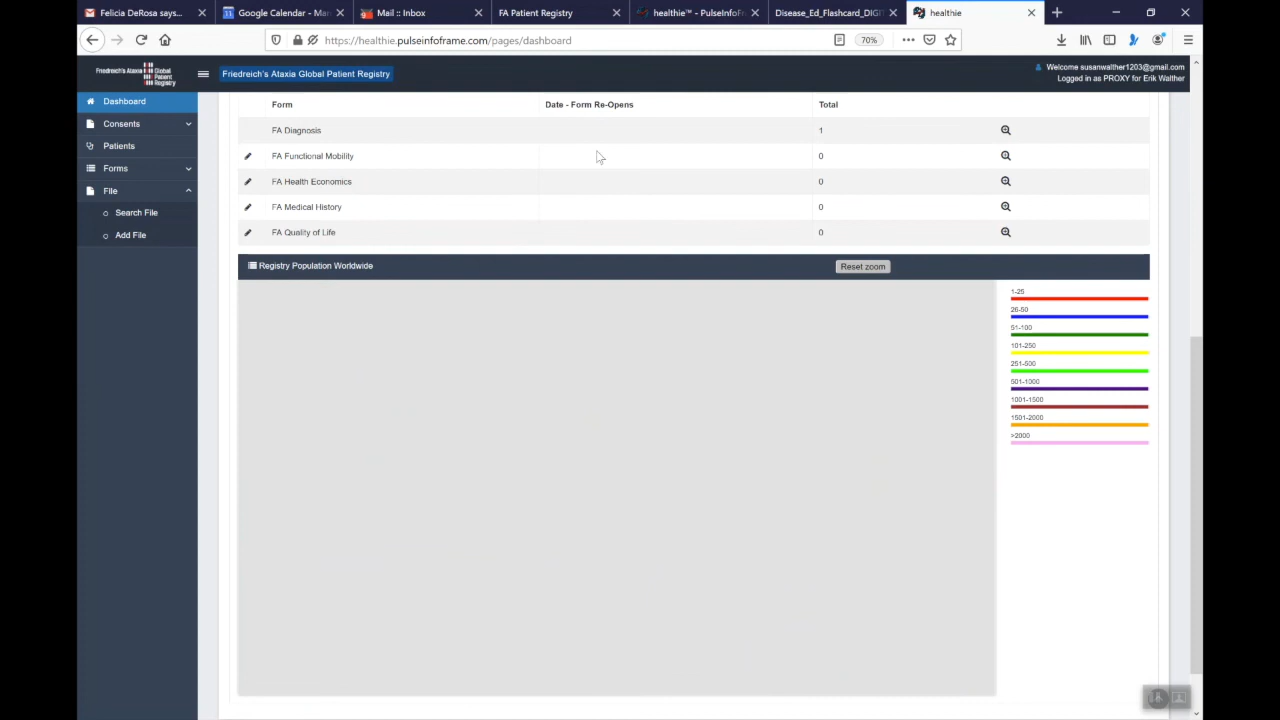 Felicia DeRosa says...
Google Calendar - Mar
Mail :: Inbox
FA Patient Registry
healthie™ - PulseInfoFr
Disease_Ed_Flashcard_DIGIT
healthie
https://healthie.pulseinfoframe.com/pages/dashboard
70%
Friedreich's Ataxia
Global
Patient
Registry
Friedreich's Ataxia Global Patient Registry
Welcome susanwalther1203@gmail.com
Logged in as PROXY for Erik Walther
Dashboard
Consents
Patients
Forms
File
Search File
Add File
Form Date - Form Re-Opens Total
FA Diagnosis 1
FA Functional Mobility 0
FA Health Economics 0
FA Medical History 0
FA Quality of Life 0
Registry Population Worldwide Reset zoom
1-25
26-50
51-100
101-250
251-500
501-1000
1001-1500
1501-2000
>2000